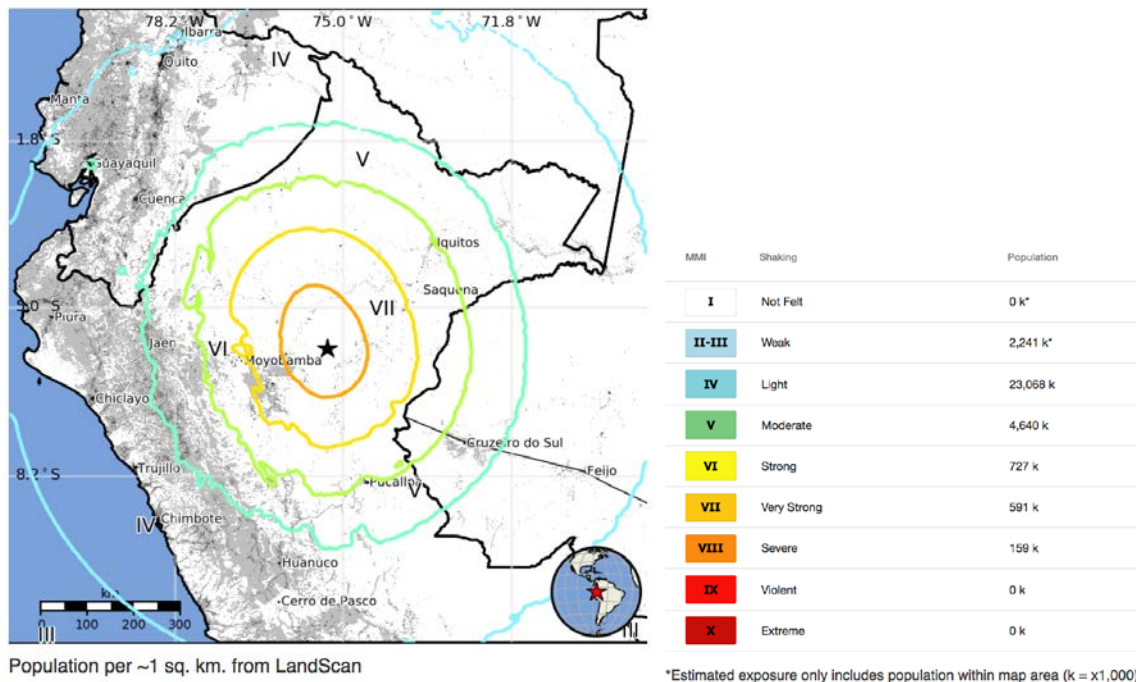 78.2°W
75.0°W
71.8°W
Ibarra
IV
Quito
Manta
1.8°S
V
Guayaquil
Cuenca
Iquitos
Saquena
5.0°S
VII
Piura
Jaen
VI
Moyobamba
Chiclayo
Cruzeiro do Sul
Feijo
8.2°S
Trujillo
Pucallpa
V
IV
Chimbote
Huanuco
km
Cerro de Pasco
0 100 200 300
III
Population per ~1 sq. km. from LandScan
MMI Shaking Population
I Not Felt 0 k*
II-III Weak 2,241 k*
IV Light 23,068 k
V Moderate 4,640 k
VI Strong 727 k
VII Very Strong 591 k
VIII Severe 159 k
IX Violent 0 k
X Extreme 0 k
*Estimated exposure only includes population within map area (k = x1,000)